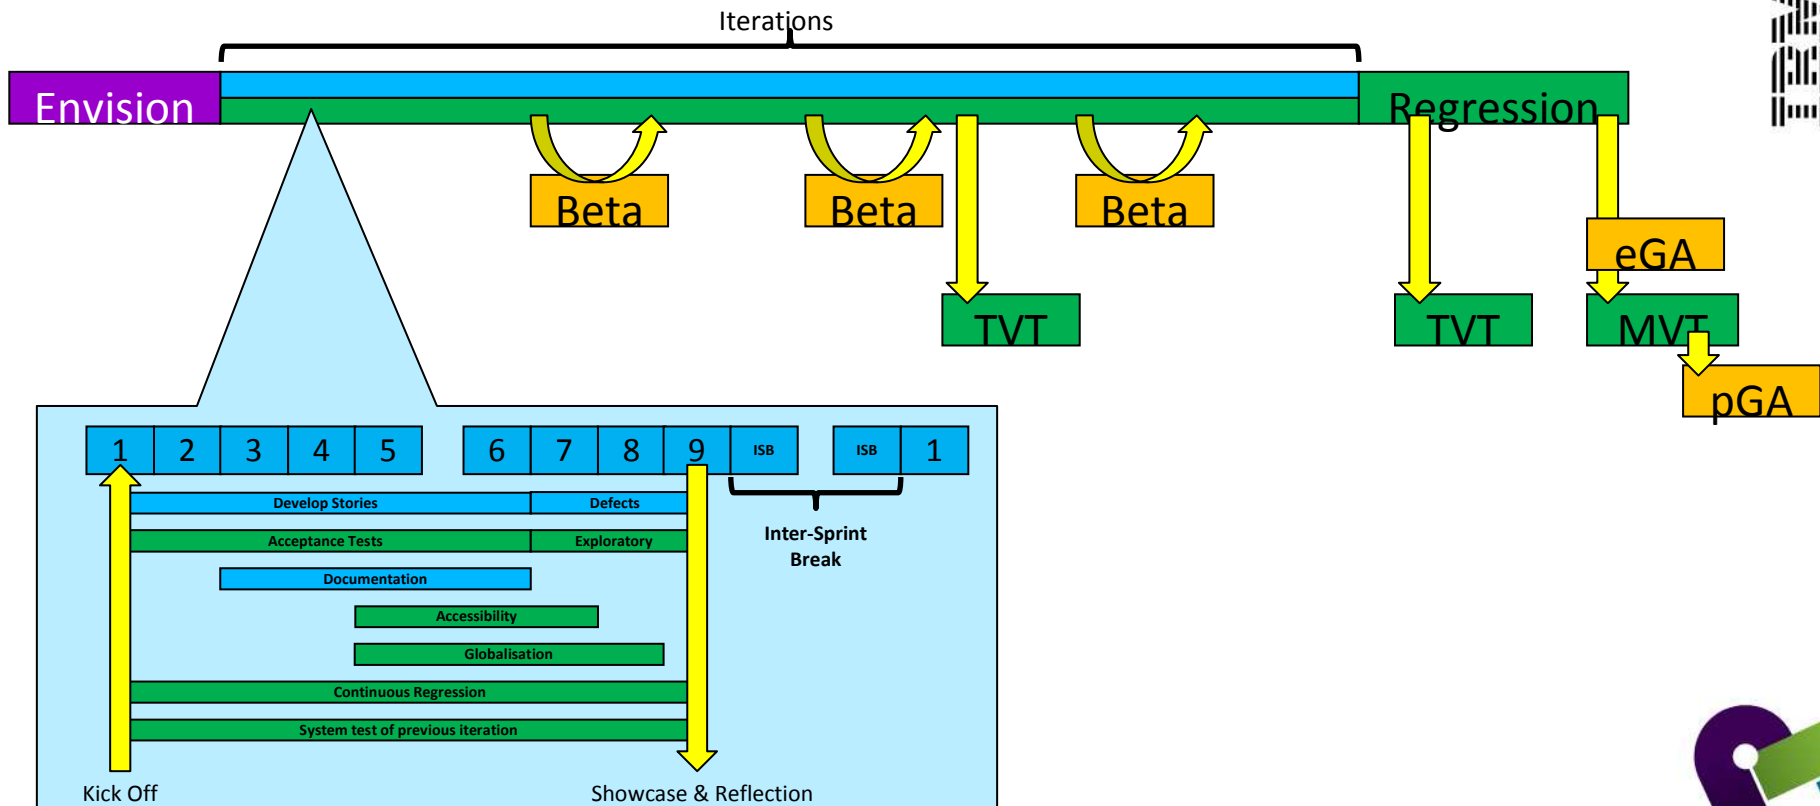 Iterations
Envision
Regression
Beta
Beta
Beta
eGA
TVT
TVT
MVT
pGA
1 2 3 4 5 6 7 8 9 ISB ISB 1
Develop Stories
Defects
Acceptance Tests
Exploratory
Inter-Sprint
Break
Documentation
Accessibility
Globalisation
Continuous Regression
System test of previous iteration
Kick Off
Showcase & Reflection